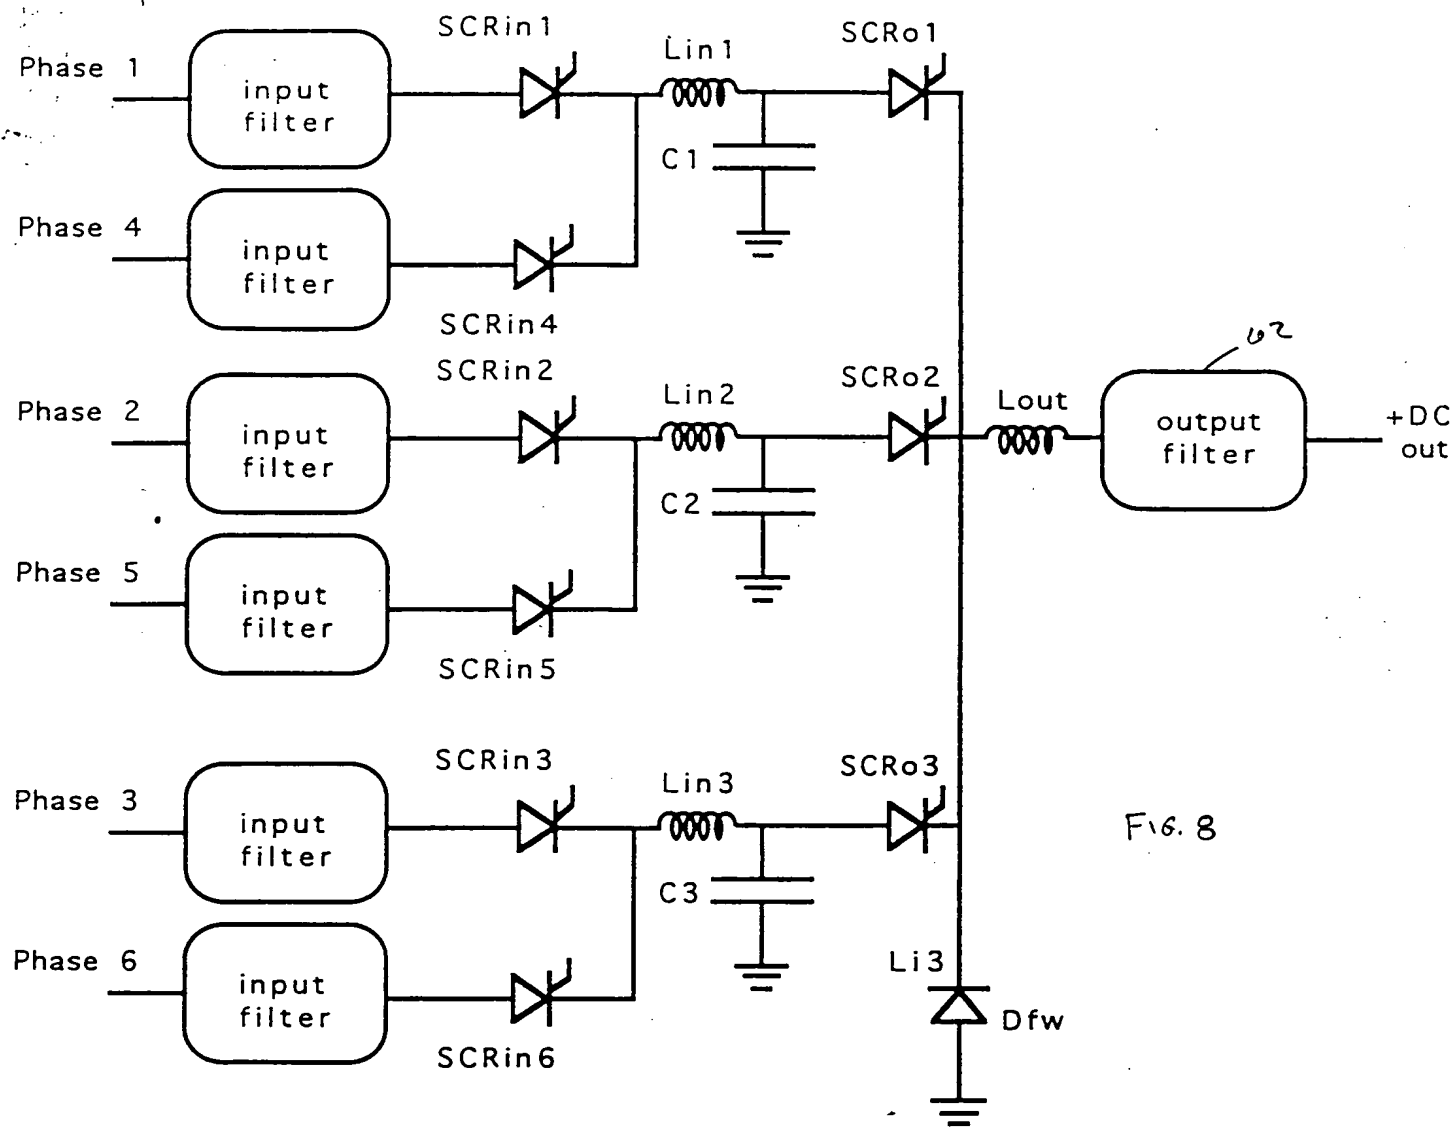 SCRin1
Lin1
SCRo1
Phase 1
input
filter
C1
Phase 4
input
filter
SCRin4
SCRin2
Lin2
SCRo2
62
Phase 2
input
filter
Lout
output
filter
+DC
out
C2
Phase 5
input
filter
SCRin5
SCRin3
Lin3
SCRo3
Phase 3
input
filter
C3
FIG. 8
Phase 6
input
filter
Li3
SCRin6
Dfw